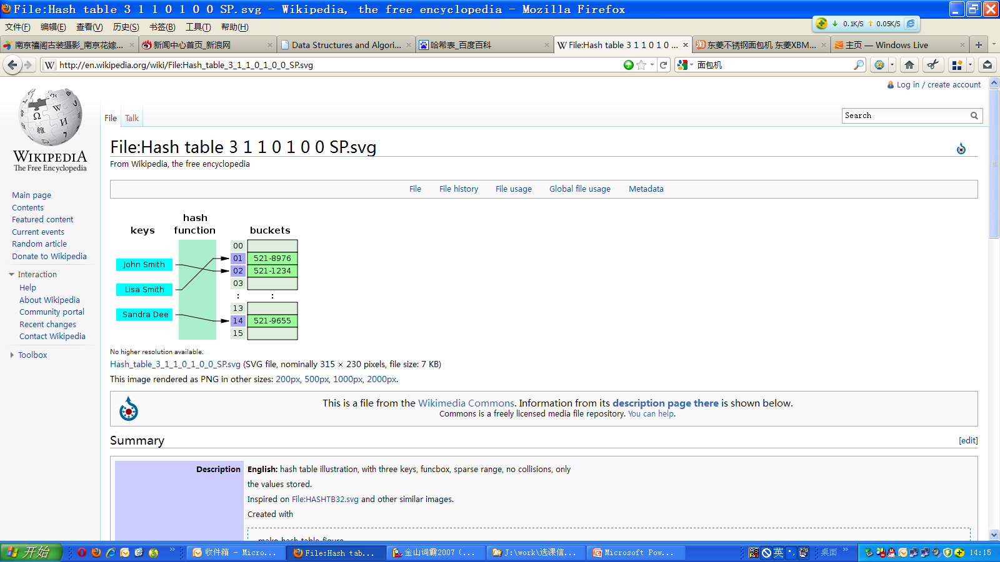 File:Hash table 3 1 1 0 1 0 0 SP.svg - Wikipedia, the free encyclopedia - Mozilla Firefox
文件(F) 编辑(E) 查看(V) 历史(S) 书签(B) 工具(T) 帮助(H)
0.1K/S 0.05K/S
南京禧阁古装摄影_南京花嫁... 新闻中心首页_新浪网 Data Structures and Algori... 哈希表_百度百科 File:Hash table 3 1 1 0 1 0 ... 东菱不锈钢面包机 东菱XBM... 主页 — Windows Live
http://en.wikipedia.org/wiki/File:Hash_table_3_1_1_0_1_0_0_SP.svg 面包机
Log in / create account
File Talk
Search
WIKIPEDIA
The Free Encyclopedia
Main page
Contents
Featured content
Current events
Random article
Donate to Wikipedia
Interaction
Help
About Wikipedia
Community portal
Recent changes
Contact Wikipedia
Toolbox
File:Hash table 3 1 1 0 1 0 0 SP.svg
From Wikipedia, the free encyclopedia
File File history File usage Global file usage Metadata
keys hash function buckets
00
01 521-8976
John Smith
02 521-1234
03
Lisa Smith
: :
13
Sandra Dee
14 521-9655
15
No higher resolution available.
Hash_table_3_1_1_0_1_0_0_SP.svg (SVG file, nominally 315 × 230 pixels, file size: 7 KB)
This image rendered as PNG in other sizes: 200px, 500px, 1000px, 2000px.
This is a file from the Wikimedia Commons. Information from its description page there is shown below.
Commons is a freely licensed media file repository. You can help.
Summary [edit]
Description English: hash table illustration, with three keys, funcbox, sparse range, no collisions, only
the values stored.
Inspired on File:HASHTB32.svg and other similar images.
Created with
make-hash-table-figure
开始 收件箱 - Micro... File:Hash tab... 金山词霸2007 (... J:\work\选课信... Microsoft Pow... 英 桌面 14:15